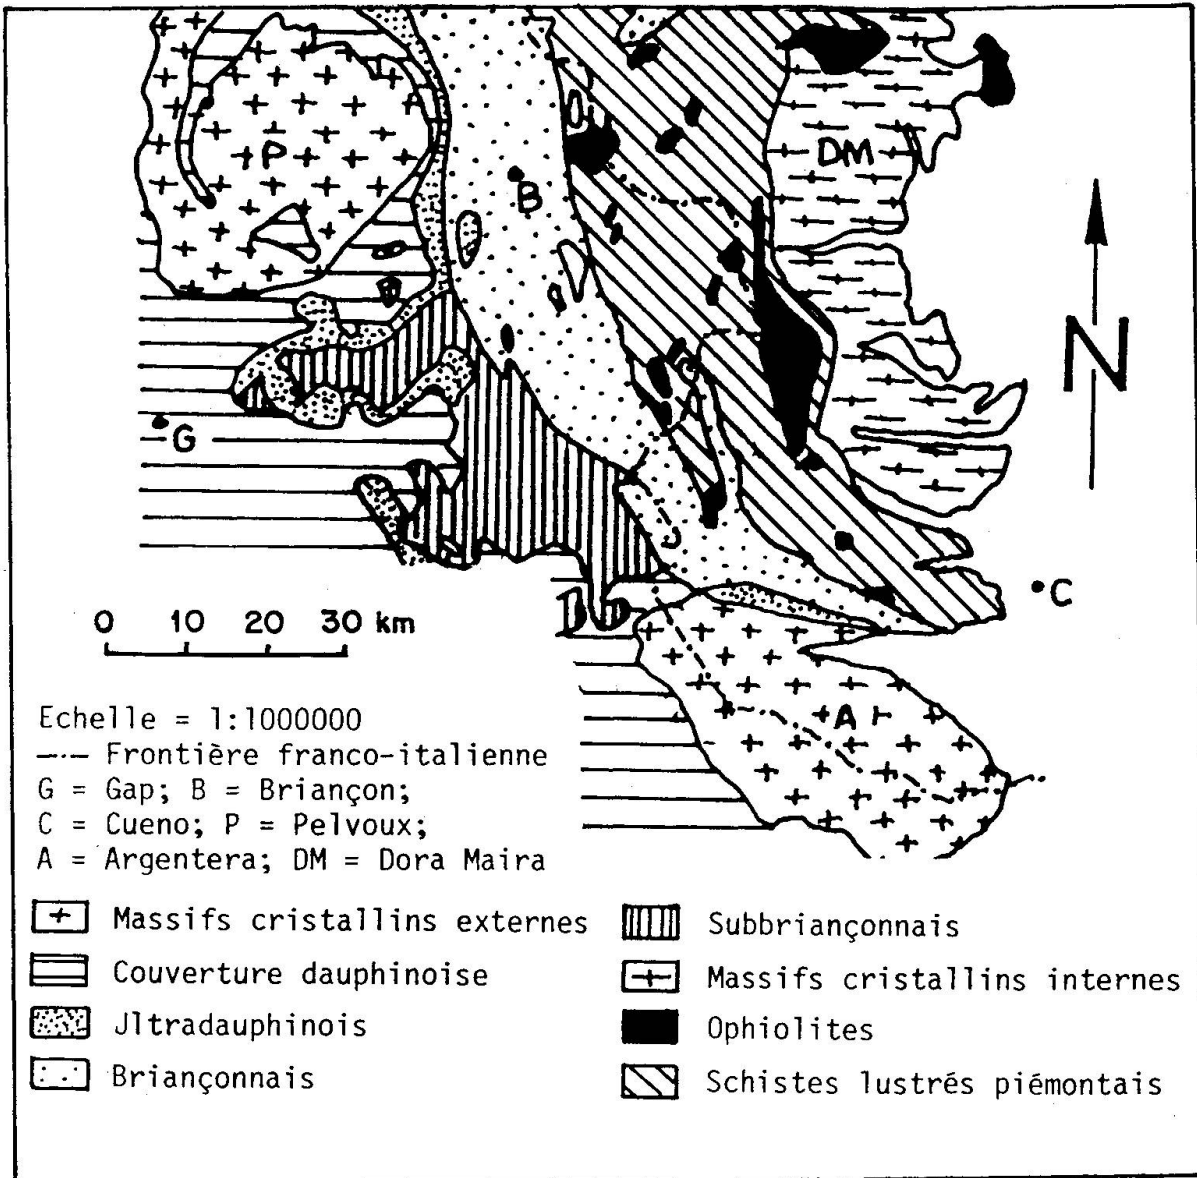 P
DM
B
N
G
C
0 10 20 30 km
A
Echelle = 1:1000000
—·— Frontière franco-italienne
G = Gap; B = Briançon;
C = Cueno; P = Pelvoux;
A = Argentera; DM = Dora Maira
Massifs cristallins externes
Couverture dauphinoise
Jltradauphinois
Briançonnais
Subbriançonnais
Massifs cristallins internes
Ophiolites
Schistes lustrés piémontais